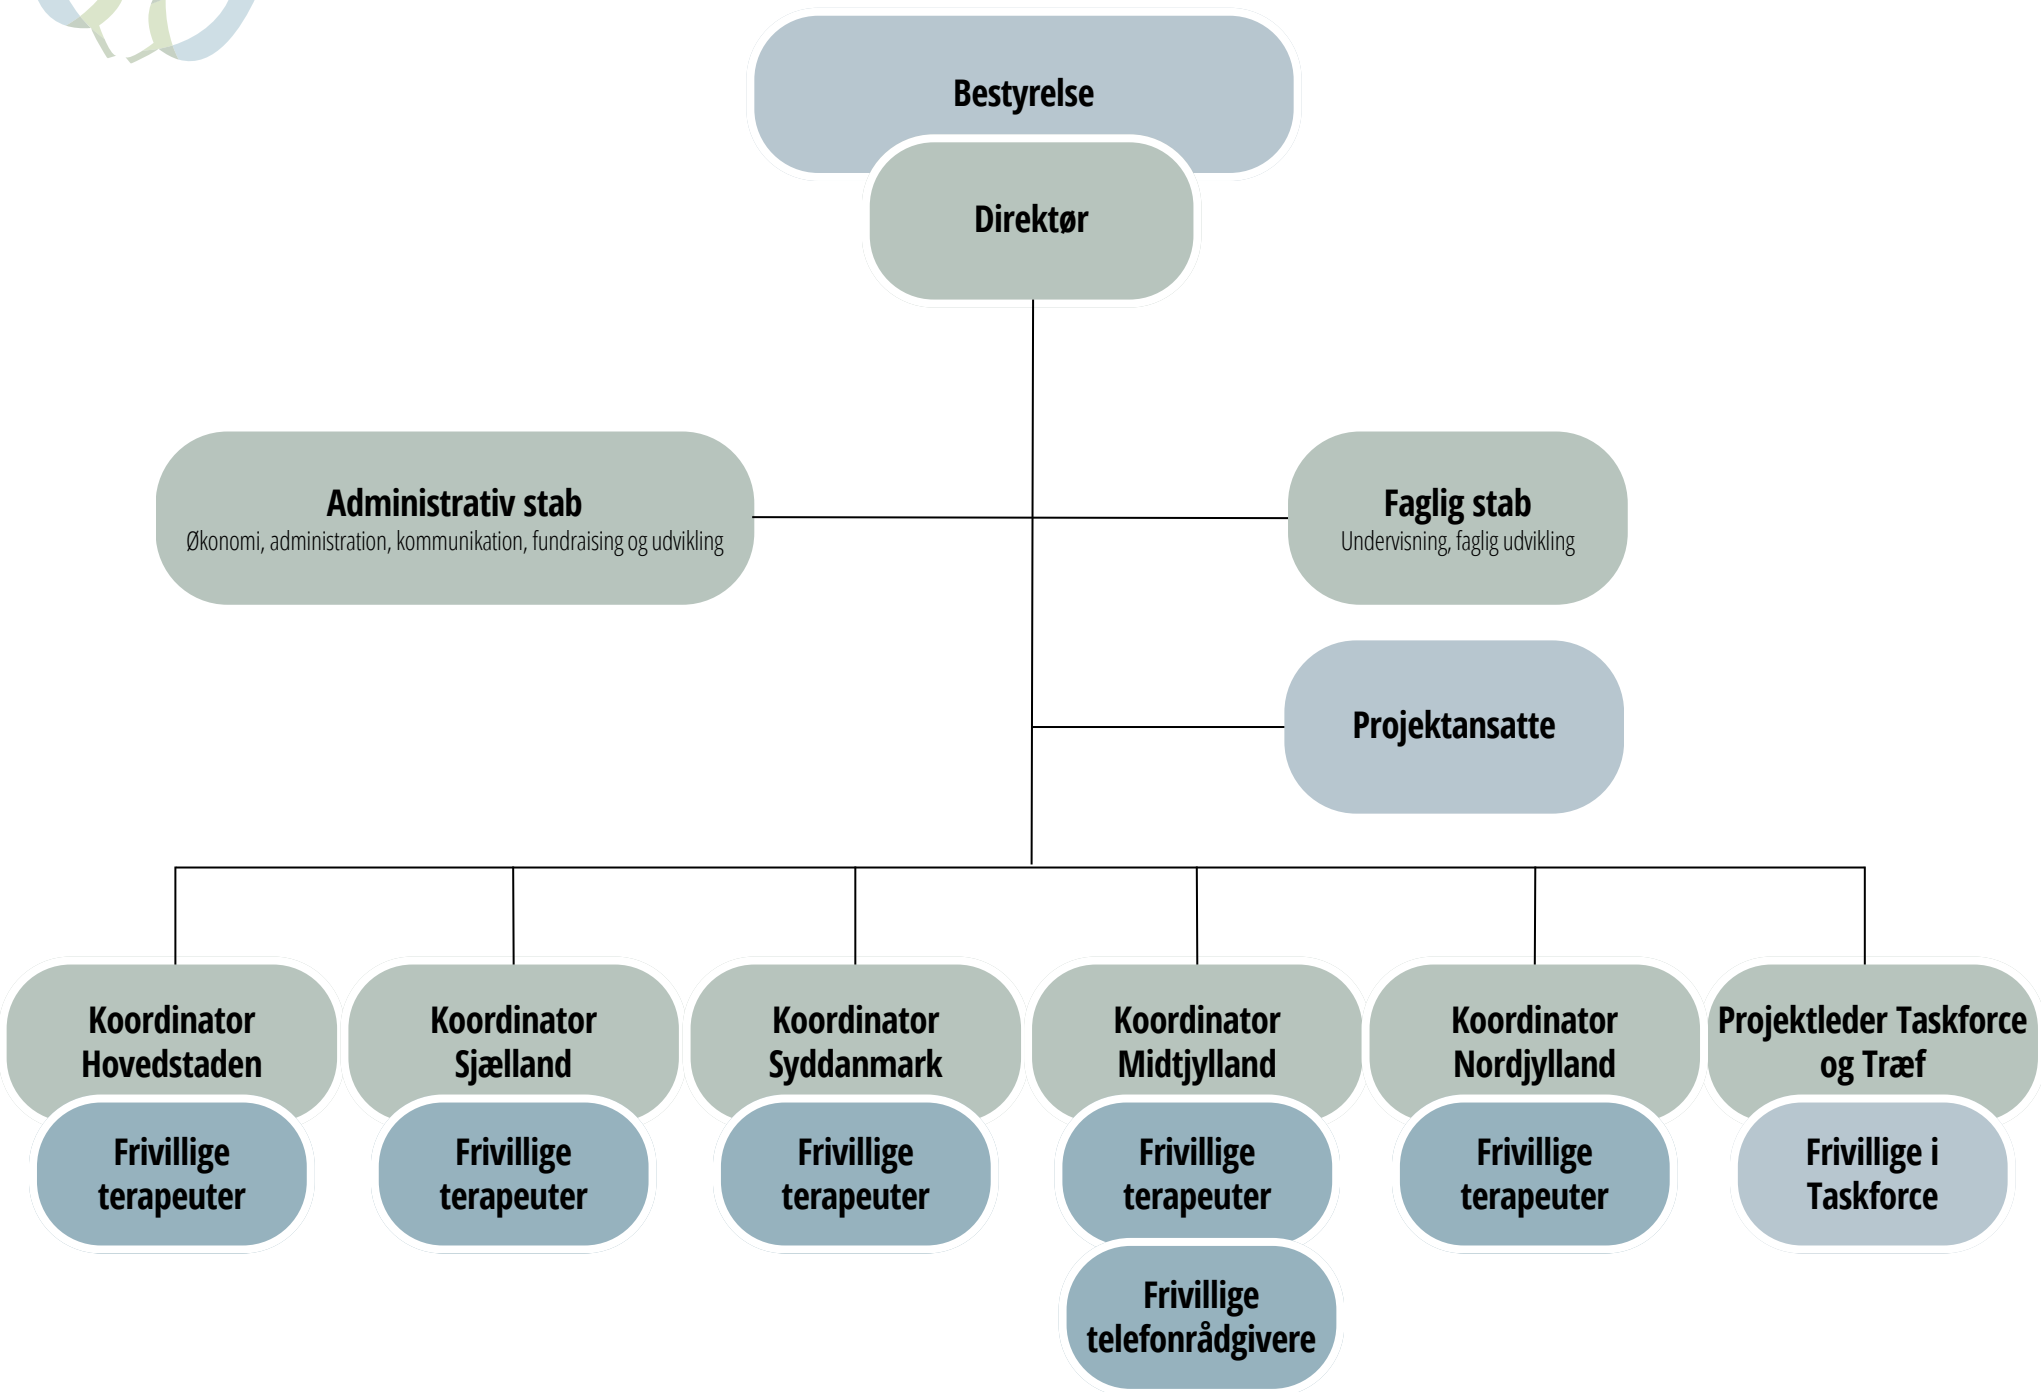 Bestyrelse
Direktør
Administrativ stab
Økonomi, administration, kommunikation, fundraising og udvikling
Faglig stab
Undervisning, faglig udvikling
Projektansatte
Koordinator
Hovedstaden
Frivillige
terapeuter
Koordinator
Sjælland
Frivillige
terapeuter
Koordinator
Syddanmark
Frivillige
terapeuter
Koordinator
Midtjylland
Frivillige
terapeuter
Frivillige
telefonrådgivere
Koordinator
Nordjylland
Frivillige
terapeuter
Projektleder Taskforce
og Træf
Frivillige i
Taskforce